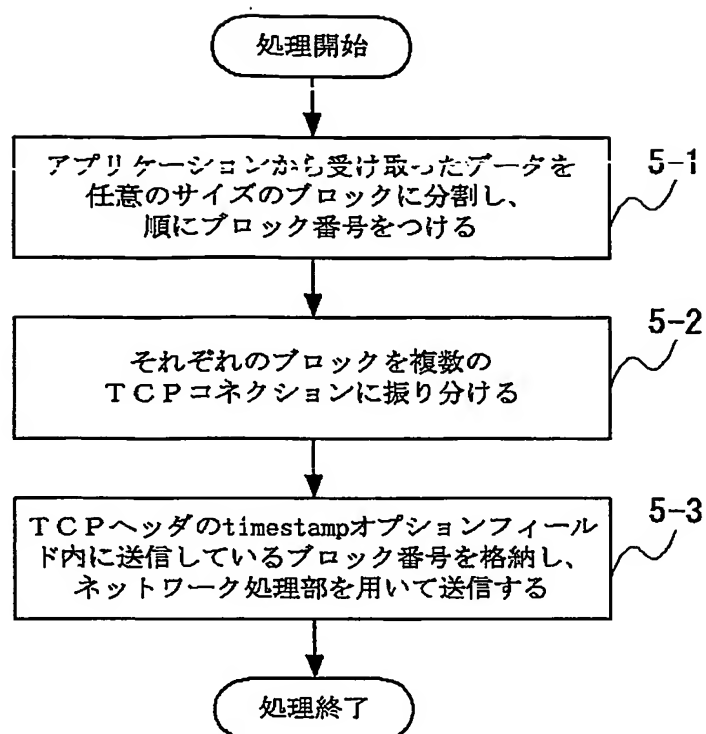 処理開始
アプリケーションから受け取ったデータを
任意のサイズのブロックに分割し、
順にブロック番号をつける
5-1
それぞれのブロックを複数の
TCPコネクションに振り分ける
5-2
TCPヘッダのtimestampオプションフィール
ド内に送信しているブロック番号を格納し、
ネットワーク処理部を用いて送信する
5-3
処理終了